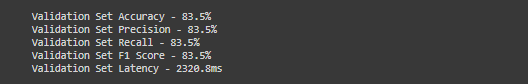 Validation Set Accuracy - 83.5%
Validation Set Precision - 83.5%
Validation Set Recall - 83.5%
Validation Set F1 Score - 83.5%
Validation Set Latency - 2320.8ms